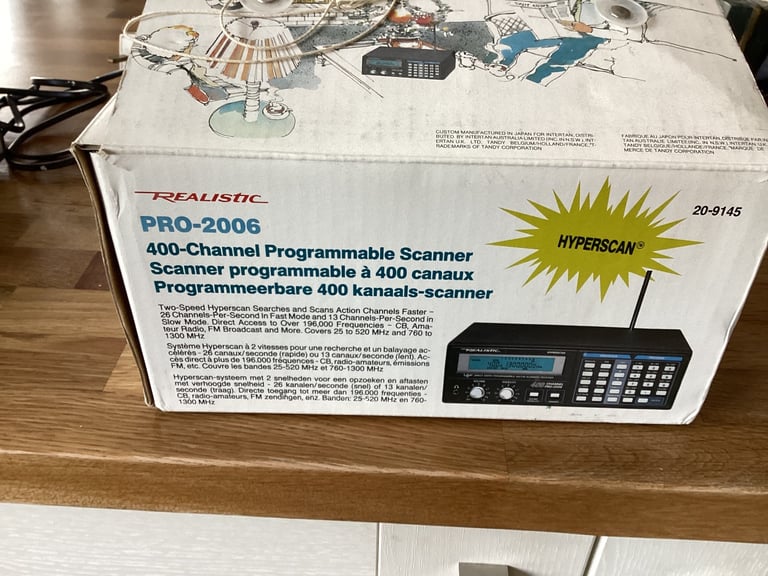 CUSTOM MANUFACTURED IN JAPAN FOR INTERTAN, DISTRI-
BUTED BY INTERTAN AUSTRALIA LIMITED INC. IN N.S.W. INTERTAN
U.K. LTD. TANDY BELGIUM/HOLLAND/FRANCE,
TRADEMARKS OF TANDY CORPORATION
FABRIQUE AU JAPON POUR INTERTAN, DISTRIBUE PAR
TAN AUSTRALIE LIMITED INC. IN N.S.W.
TANDY BELGIQUE/HOLLANDE/FRANCE, MARQUE DE
MERCE DE TANDY CORPORATION
REALISTIC
20-9145
PRO-2006
HYPERSCAN®
400-Channel Programmable Scanner
Scanner programmable à 400 canaux
Programmeerbare 400 kanaals-scanner
Two-Speed Hyperscan Searches and Scans Action Channels Faster –
26 Channels-Per-Second In Fast Mode and 13 Channels-Per-Second in
Slow Mode. Direct Access to Over 196,000 Frequencies - CB, Ama-
teur Radio, FM Broadcast and More. Covers 25 to 520 MHz and 760 to
1300 MHz
Système Hyperscan à 2 vitesses pour une recherche et un balayage ac-
célérés - 26 canaux/seconde (rapide) ou 13 canaux/seconde (lent). Ac-
cès direct à plus de 196.000 fréquences - CB, radio-amateurs, émissions
FM, etc. Couvre les bandes 25-520 MHz et 760-1300 MHz
Hyperscan-systeem met 2 snelheden voor een opzoeken en aftasten
met verhoogde snelheid - 26 kanalen/seconde (snel) of 13 kanalen/
seconde (traag). Directe toegang tot meer dan 196.000 frequenties -
CB, radio-amateurs, FM zendingen, enz. Banden: 25-520 MHz en 760-
1300 MHz
REALISTIC